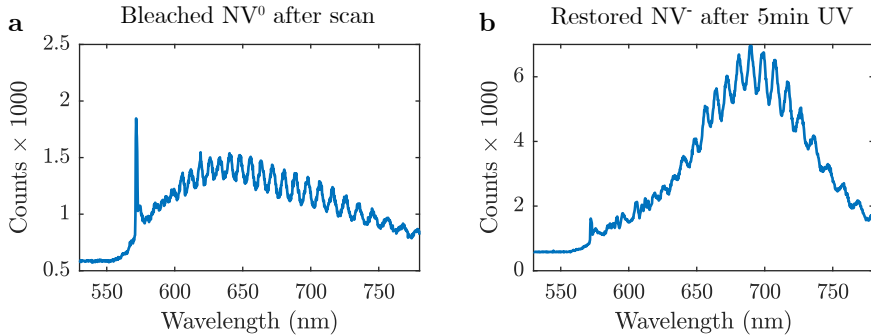 a
Bleached NV⁰ after scan
Counts × 1000
2.5
2
1.5
1
0.5
550 600 650 700 750
Wavelength (nm)
b
Restored NV⁻ after 5min UV
Counts × 1000
6
4
2
0
550 600 650 700 750
Wavelength (nm)